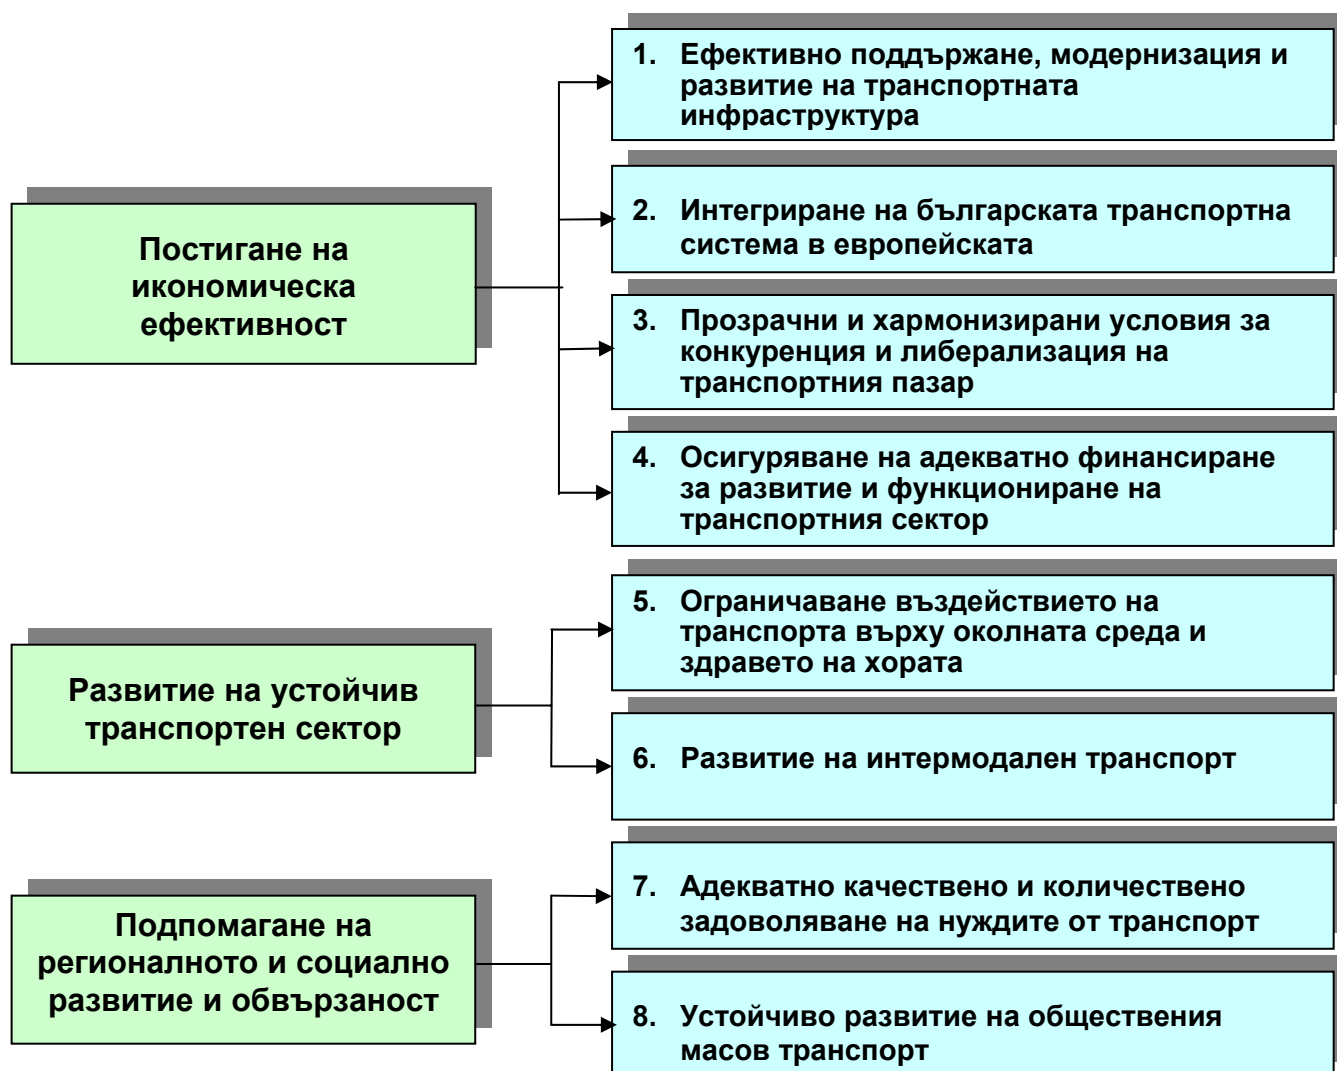 Постигане на
икономическа
ефективност
1. Ефективно поддържане, модернизация и
развитие на транспортната
инфраструктура
2. Интегриране на българската транспортна
система в европейската
3. Прозрачни и хармонизирани условия за
конкуренция и либерализация на
транспортния пазар
4. Осигуряване на адекватно финансиране
за развитие и функциониране на
транспортния сектор
Развитие на устойчив
транспортен сектор
5. Ограничаване въздействието на
транспорта върху околната среда и
здравето на хората
6. Развитие на интермодален транспорт
Подпомагане на
регионалното и социално
развитие и обвързаност
7. Адекватно качествено и количествено
задоволяване на нуждите от транспорт
8. Устойчиво развитие на обществения
масов транспорт